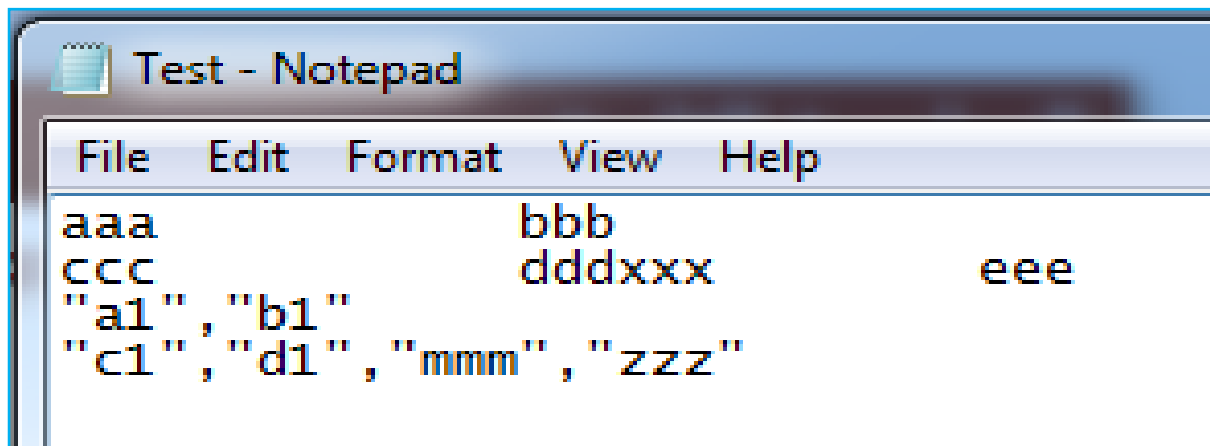 Test - Notepad
File Edit Format View Help
aaa bbb
ccc dddxxx eee
"a1","b1"
"c1","d1","mmm","zzz"